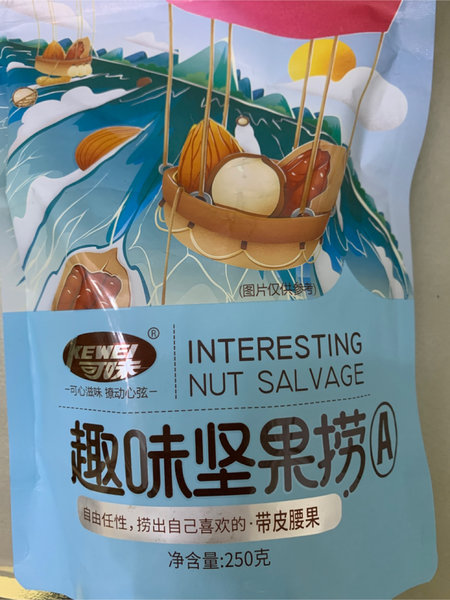 (图片仅供参考)
KEWEI
可味
®
一可心滋味 撩动心弦一
INTERESTING
NUT SALVAGE
趣味坚果捞Ⓐ
自由任性,捞出自己喜欢的·带皮腰果
净含量:250克